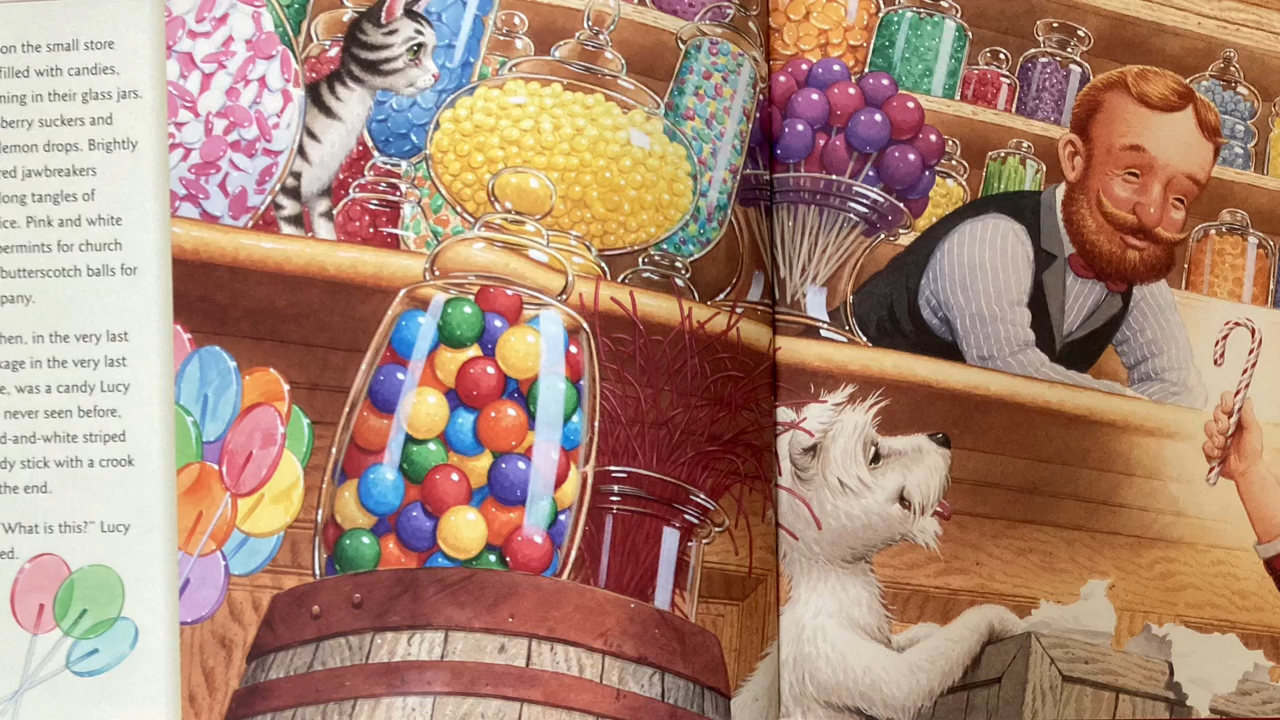 on the small store
filled with candies,
ning in their glass jars.
berry suckers and
lemon drops. Brightly
red jawbreakers
long tangles of
ice. Pink and white
permints for church
butterscotch balls for
pany.
hen, in the very last
kage in the very last
e, was a candy Lucy
never seen before,
d-and-white striped
dy stick with a crook
the end.
"What is this?" Lucy
ed.